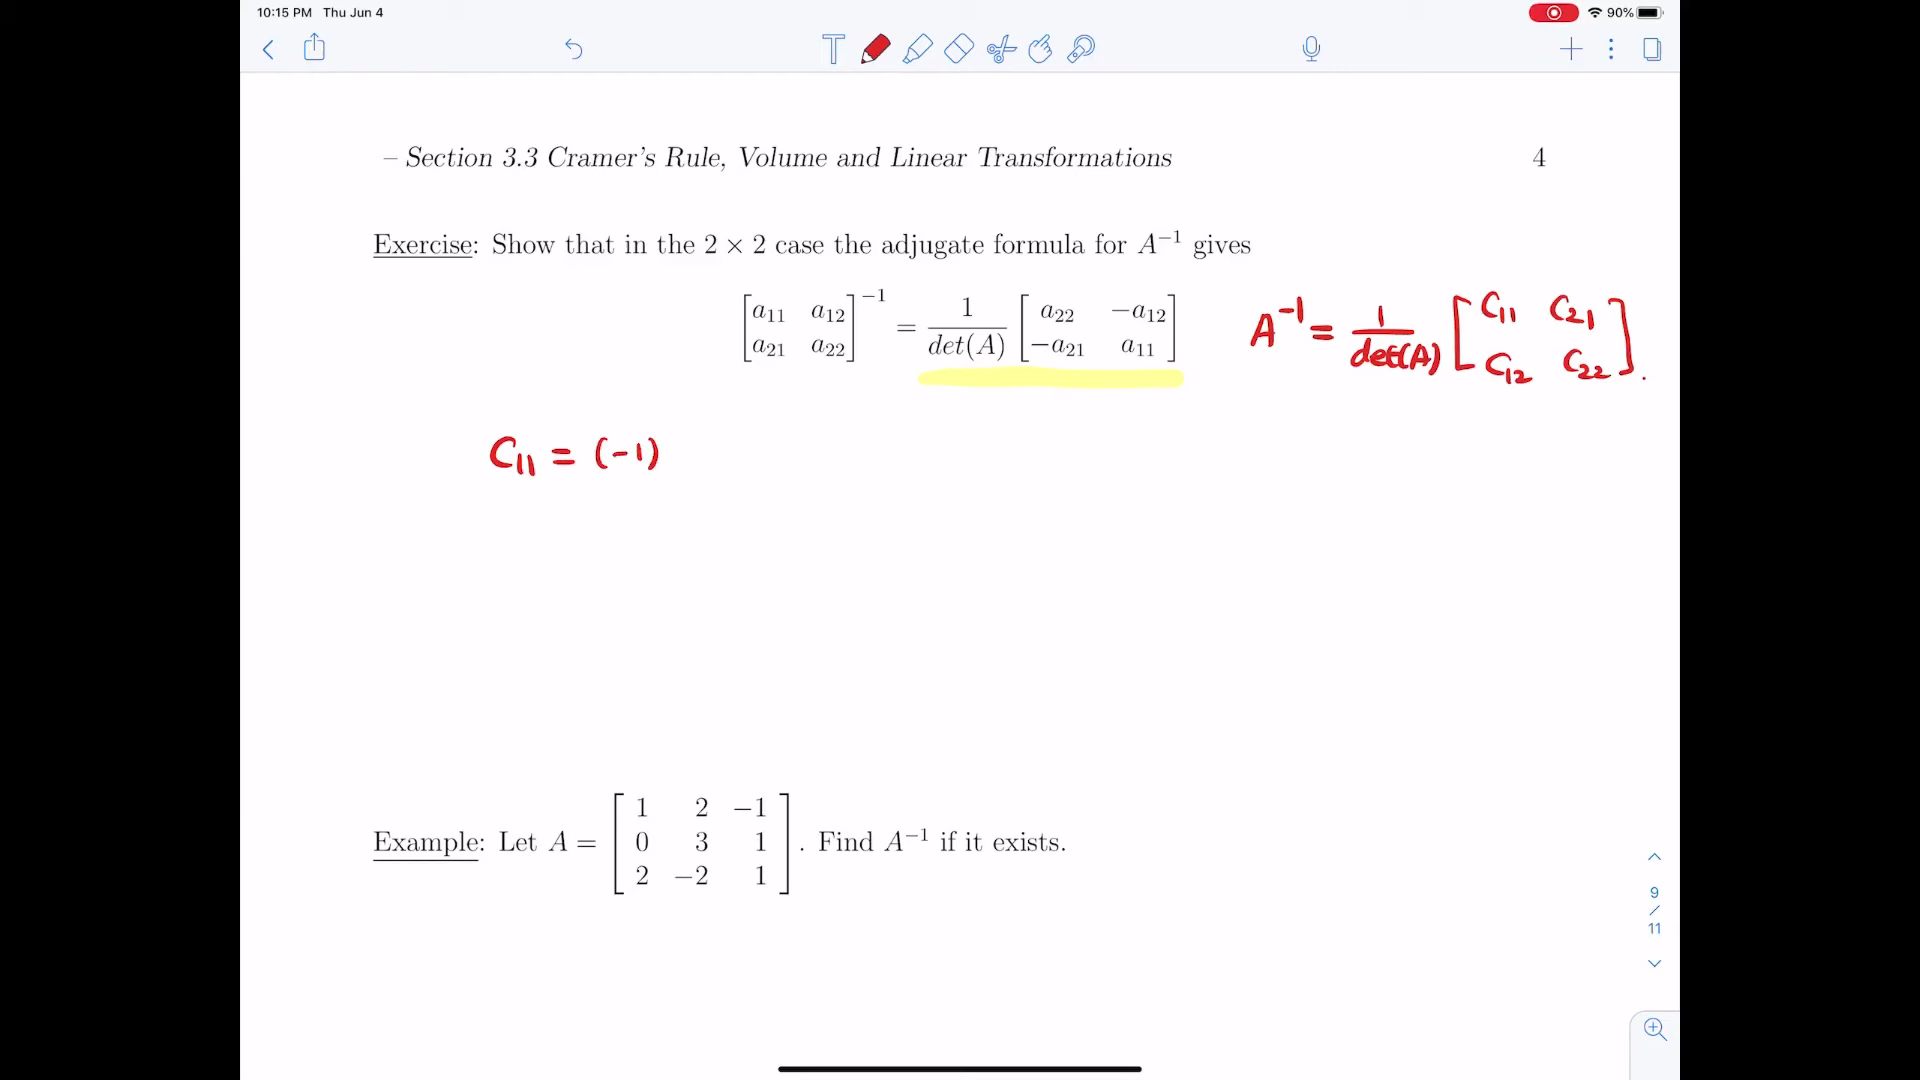 10:15 PM Thu Jun 4 90%
T
– Section 3.3 Cramer's Rule, Volume and Linear Transformations 4
Exercise: Show that in the 2 × 2 case the adjugate formula for A⁻¹ gives
[a₁₁ a₁₂; a₂₁ a₂₂]⁻¹ = 1/det(A) [a₂₂ −a₁₂; −a₂₁ a₁₁] A⁻¹ = 1/det(A) [C₁₁ C₂₁; C₁₂ C₂₂].
C₁₁ = (−1)
Example: Let A = [1 2 −1; 0 3 1; 2 −2 1]. Find A⁻¹ if it exists.
9
/
11